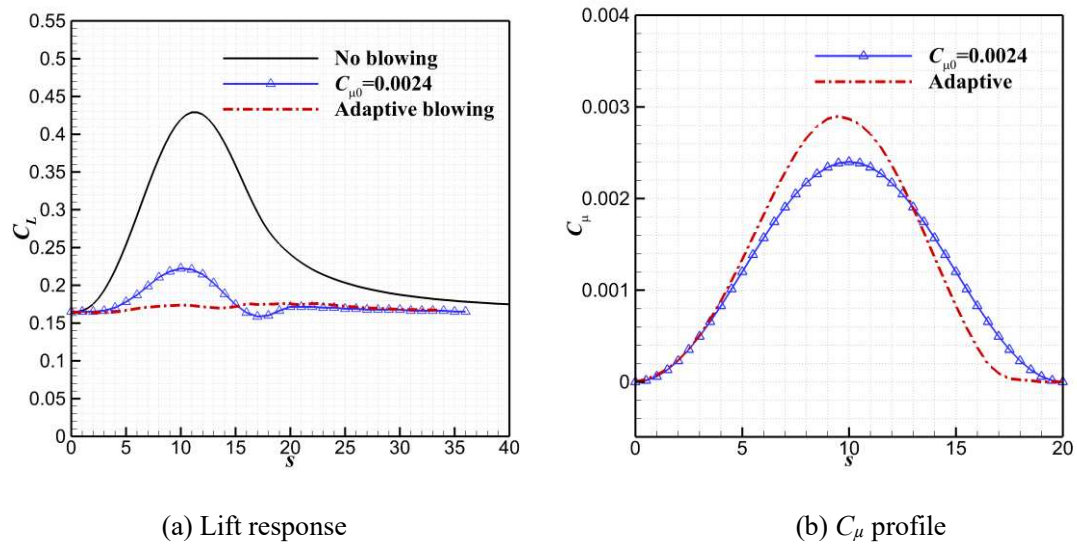 0.55
0.5
0.45
0.4
0.35
0.3
0.25
0.2
0.15
0.1
0.05
0
C_L
No blowing
C_μ0=0.0024
Adaptive blowing
0 5 10 15 20 25 30 35 40
s
(a) Lift response
0.004
0.003
0.002
0.001
0
C_μ
C_μ0=0.0024
Adaptive
0 5 10 15 20
s
(b) C_μ profile